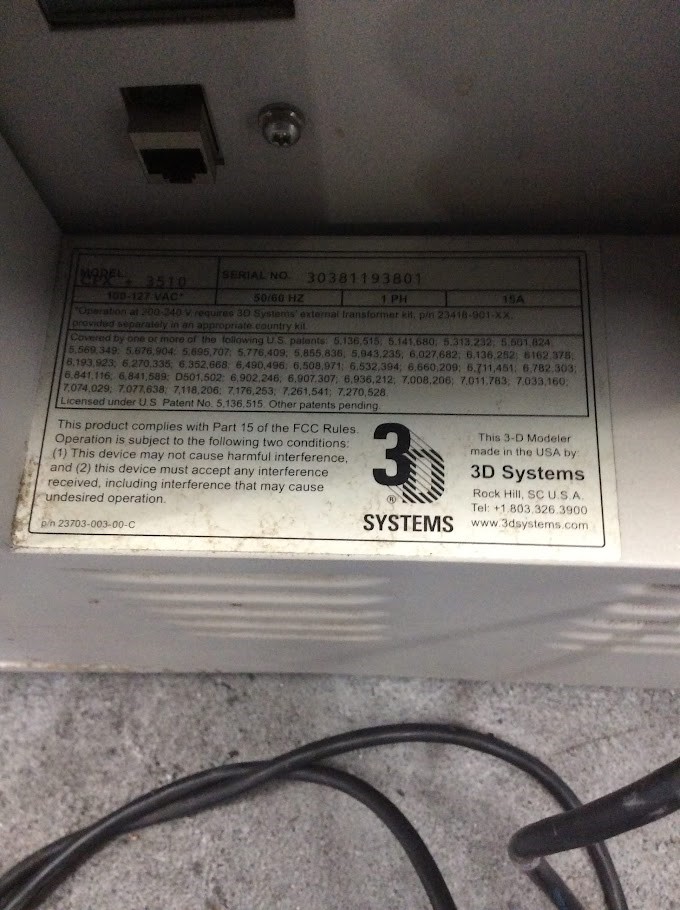 MODEL
CPX + 3510
SERIAL NO. 30381193801
100-127 VAC* 50/60 HZ 1 PH 15A
*Operation at 200-240 V requires 3D Systems' external transformer kit, p/n 23418-901-XX
provided separately in an appropriate country kit.
Covered by one or more of the following U.S. patents: 5,136,515; 5,141,680; 5,313,232; 5,501,824;
5,569,349; 5,676,904; 5,695,707; 5,776,409; 5,855,836; 5,943,235; 6,027,682; 6,136,252; 6162,378;
6,193,923; 6,270,335; 6,352,668; 6,490,496; 6,508,971; 6,532,394; 6,660,209; 6,711,451; 6,782,303;
6,841,116; 6,841,589; D501,502; 6,902,246; 6,907,307; 6,936,212; 7,008,206; 7,011,783; 7,033,160;
7,074,029; 7,077,638; 7,118,206; 7,176,253; 7,261,541; 7,270,528
Licensed under U.S. Patent No. 5,136,515. Other patents pending.
This product complies with Part 15 of the FCC Rules.
Operation is subject to the following two conditions:
(1) This device may not cause harmful interference,
and (2) this device must accept any interference
received, including interference that may cause
undesired operation.
p/n 23703-003-00-C
3D
®
SYSTEMS
This 3-D Modeler
made in the USA by:
3D Systems
Rock Hill, SC U.S.A.
Tel: +1.803.326.3900
www.3dsystems.com